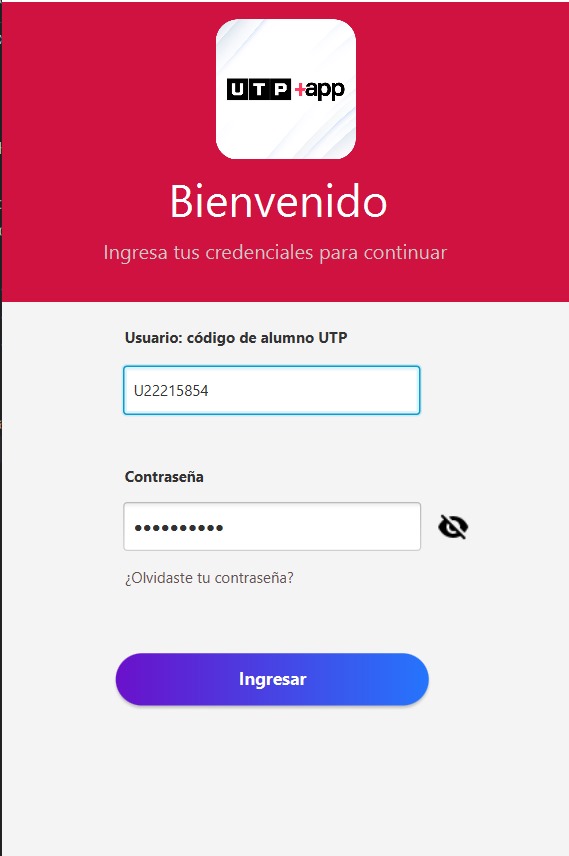 UTP+app
Bienvenido
Ingresa tus credenciales para continuar
Usuario: código de alumno UTP
U22215854
Contraseña
••••••••••
¿Olvidaste tu contraseña?
Ingresar